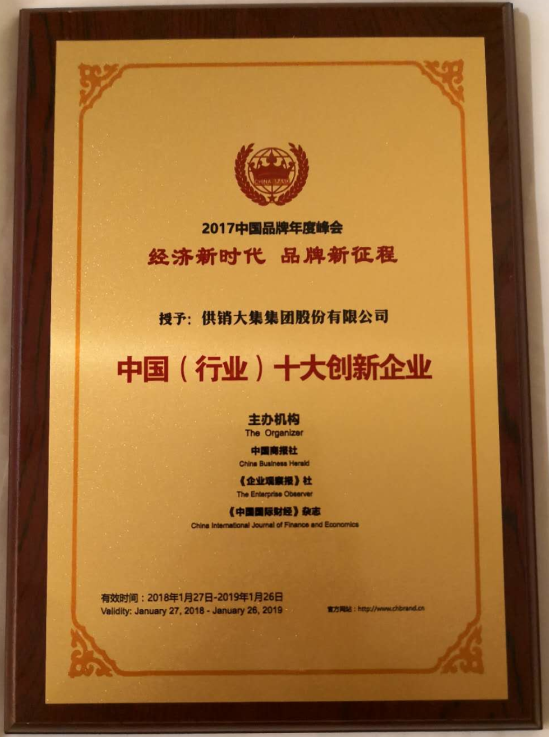 2017中国品牌年度峰会
经济新时代 品牌新征程
授予：供销大集集团股份有限公司
中国（行业）十大创新企业
主办机构
The Organizer
中国商报社
China Business Herald
《企业观察报》社
The Enterprise Observer
《中国国际财经》杂志
China International Journal of Finance and Economics
有效时间：2018年1月27日-2019年1月26日
Validity: January 27, 2018 - January 26, 2019
官方网站：http://www.chbrand.cn